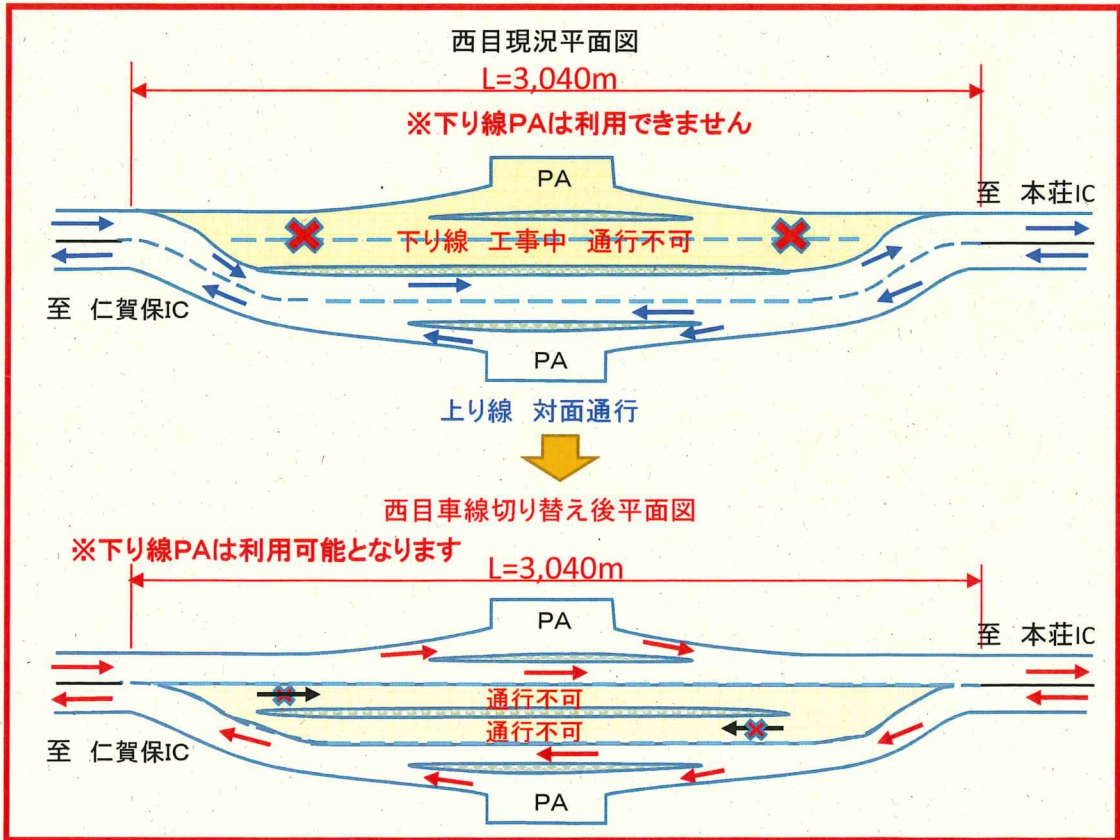 西目現況平面図
L=3,040m
※下り線PAは利用できません
PA
至 本荘IC
下り線 工事中 通行不可
至 仁賀保IC
PA
上り線 対面通行
西目車線切り替え後平面図
※下り線PAは利用可能となります
L=3,040m
PA
至 本荘IC
通行不可
通行不可
至 仁賀保IC
PA